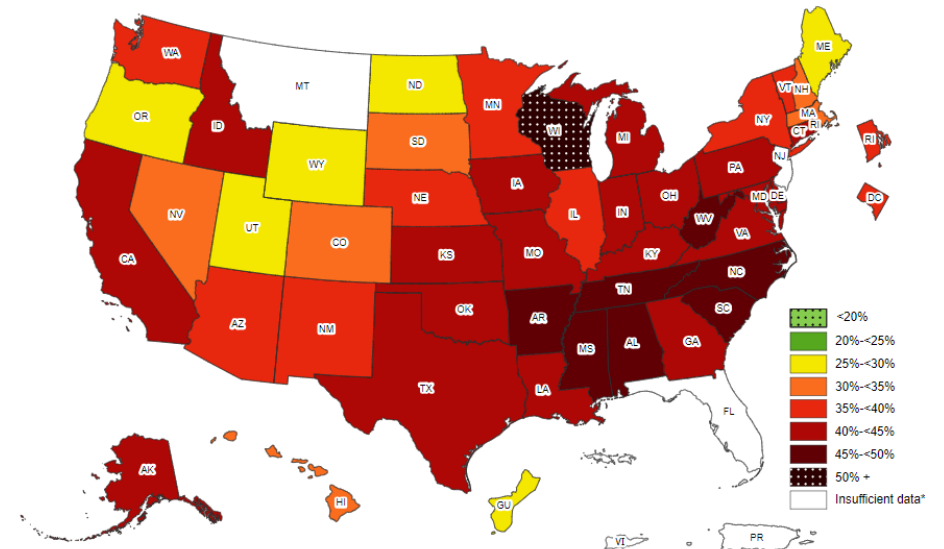 ME
WA
MT
ND
MN
VT
NH
OR
ID
SD
WI
NY
MA
CT
RI
RI
WY
MI
NJ
PA
NE
IA
OH
MD
DE
DC
NV
UT
CO
IL
IN
WV
VA
CA
KS
MO
KY
NC
AZ
NM
OK
AR
TN
SC
TX
LA
MS
AL
GA
FL
AK
HI
GU
VI
PR
<20%
20%-<25%
25%-<30%
30%-<35%
35%-<40%
40%-<45%
45%-<50%
50% +
Insufficient data*